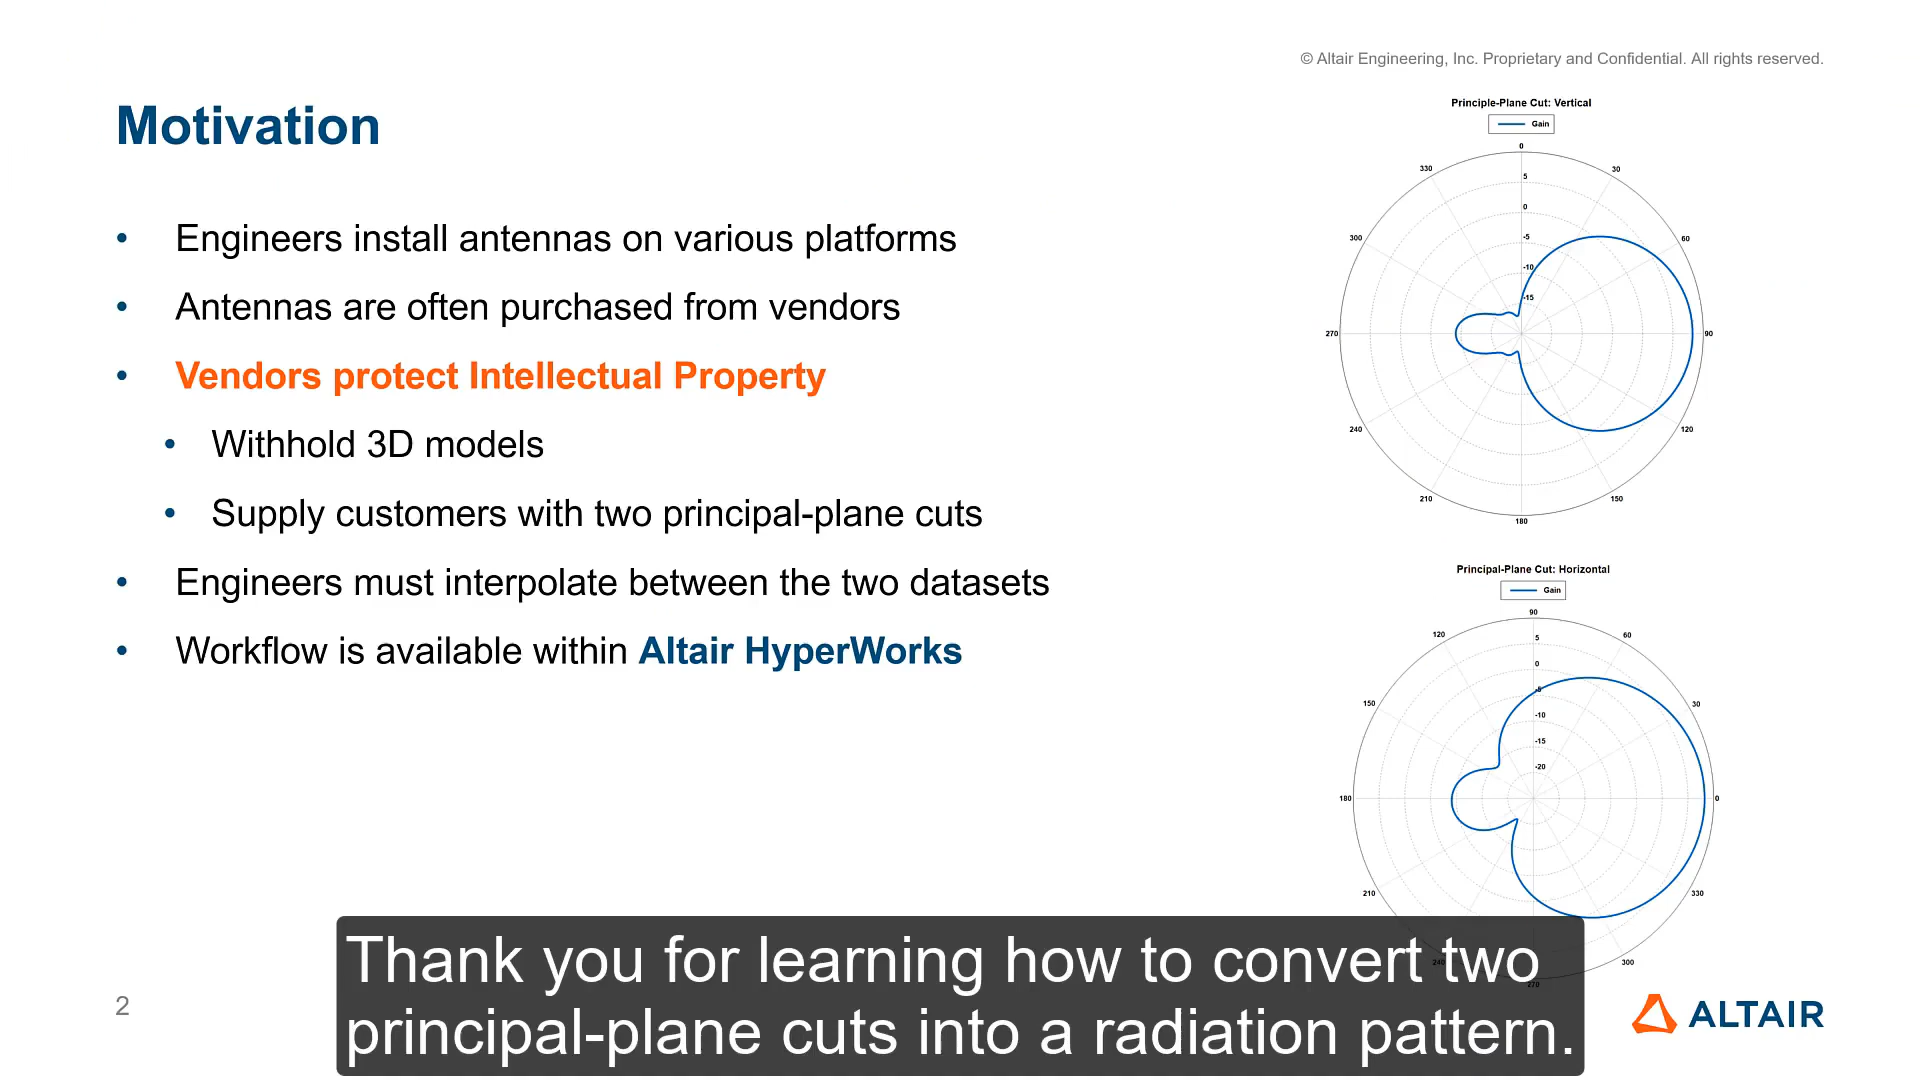 © Altair Engineering, Inc. Proprietary and Confidential. All rights reserved.
Motivation
• Engineers install antennas on various platforms
• Antennas are often purchased from vendors
• Vendors protect Intellectual Property
• Withhold 3D models
• Supply customers with two principal-plane cuts
• Engineers must interpolate between the two datasets
• Workflow is available within Altair HyperWorks
Principle-Plane Cut: Vertical
Gain
0
330
30
5
0
300
60
-5
-10
-15
270
90
240
120
210
150
180
Principal-Plane Cut: Horizontal
Gain
90
120
60
5
0
-5
150
30
-10
-15
-20
180
0
210
330
240
300
270
Thank you for learning how to convert two
principal-plane cuts into a radiation pattern.
2
ALTAIR